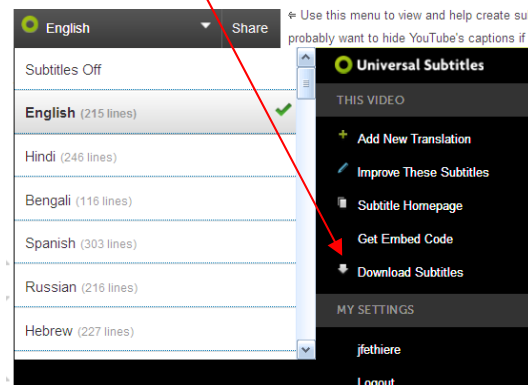 English Share
⇐ Use this menu to view and help create su
probably want to hide YouTube's captions if
Subtitles Off
English (215 lines)
Hindi (246 lines)
Bengali (116 lines)
Spanish (303 lines)
Russian (216 lines)
Hebrew (227 lines)
Universal Subtitles
THIS VIDEO
Add New Translation
Improve These Subtitles
Subtitle Homepage
Get Embed Code
Download Subtitles
MY SETTINGS
jfethiere
Logout